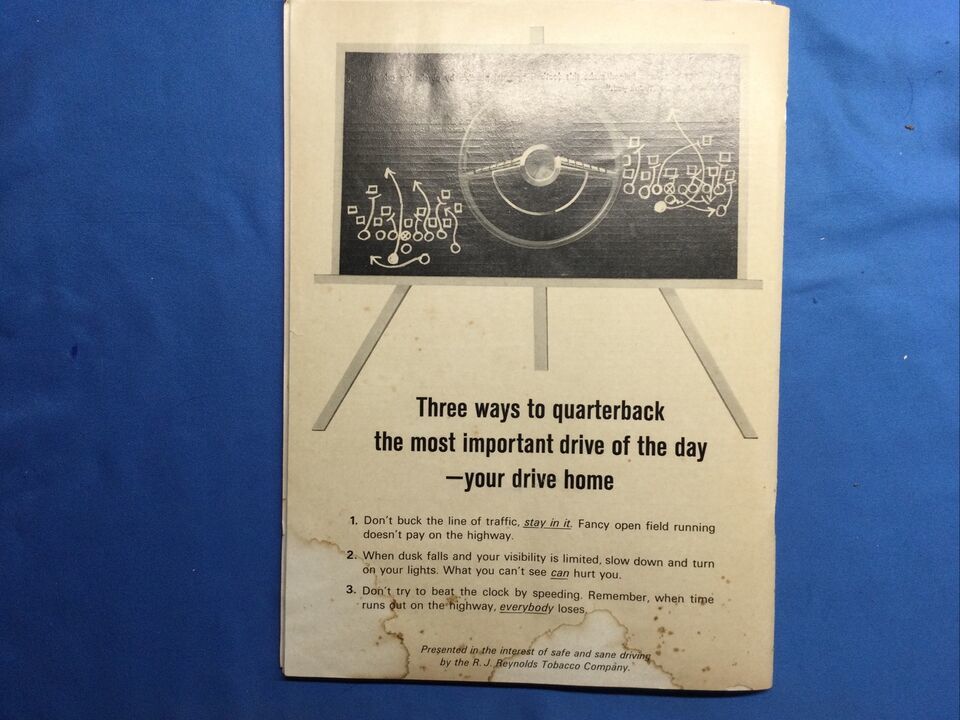 Three ways to quarterback
the most important drive of the day
—your drive home
1. Don't buck the line of traffic, stay in it. Fancy open field running
doesn't pay on the highway.
2. When dusk falls and your visibility is limited, slow down and turn
on your lights. What you can't see can hurt you.
3. Don't try to beat the clock by speeding. Remember, when time
runs out on the highway, everybody loses.
Presented in the interest of safe and sane driving
by the R. J. Reynolds Tobacco Company.